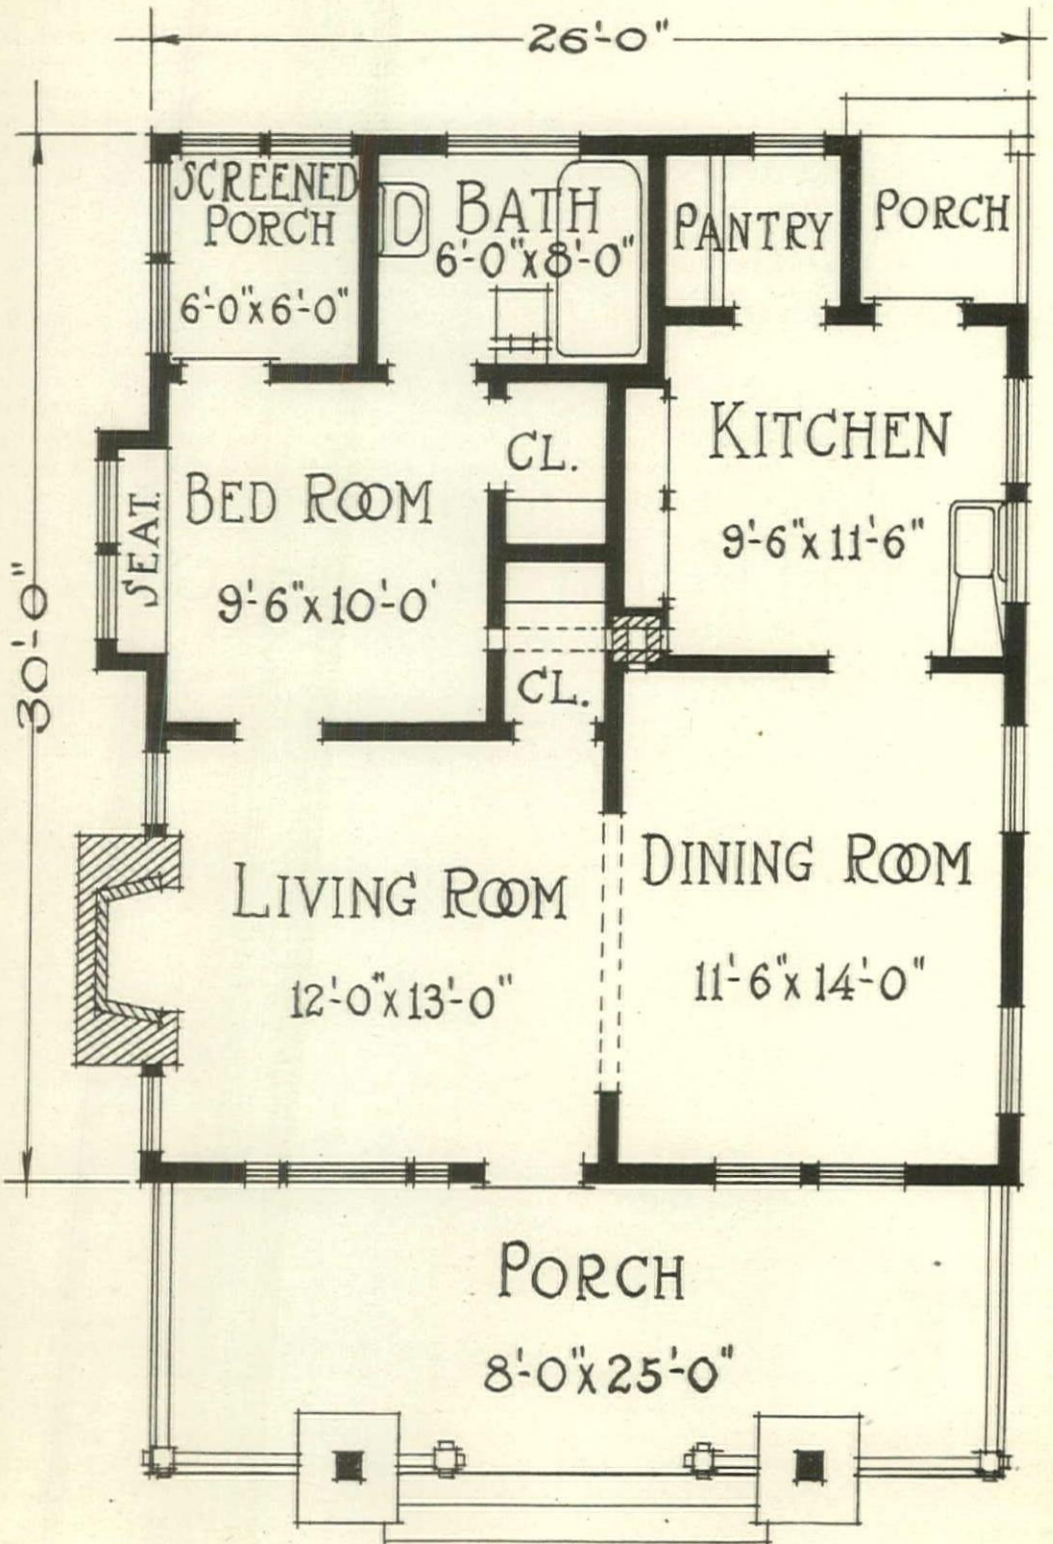 26'-0"
SCREENED
PORCH
6'-0"x6'-0"
BATH
6'-0"x8'-0"
PANTRY
PORCH
KITCHEN
9'-6"x11'-6"
CL.
BED ROOM
9'-6"x10'-0'
SEAT.
30'-0"
CL.
LIVING ROOM
12'-0"x13'-0"
DINING ROOM
11'-6"x14'-0"
PORCH
8'-0"x25'-0"